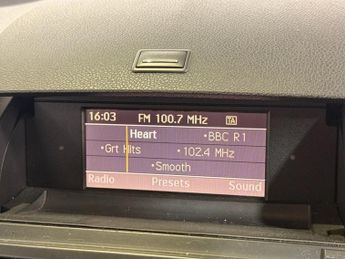 16:03 FM 100.7 MHz TA
Heart •BBC R1
•Grt Hits •102.4 MHz
•Smooth
Radio Presets Sound